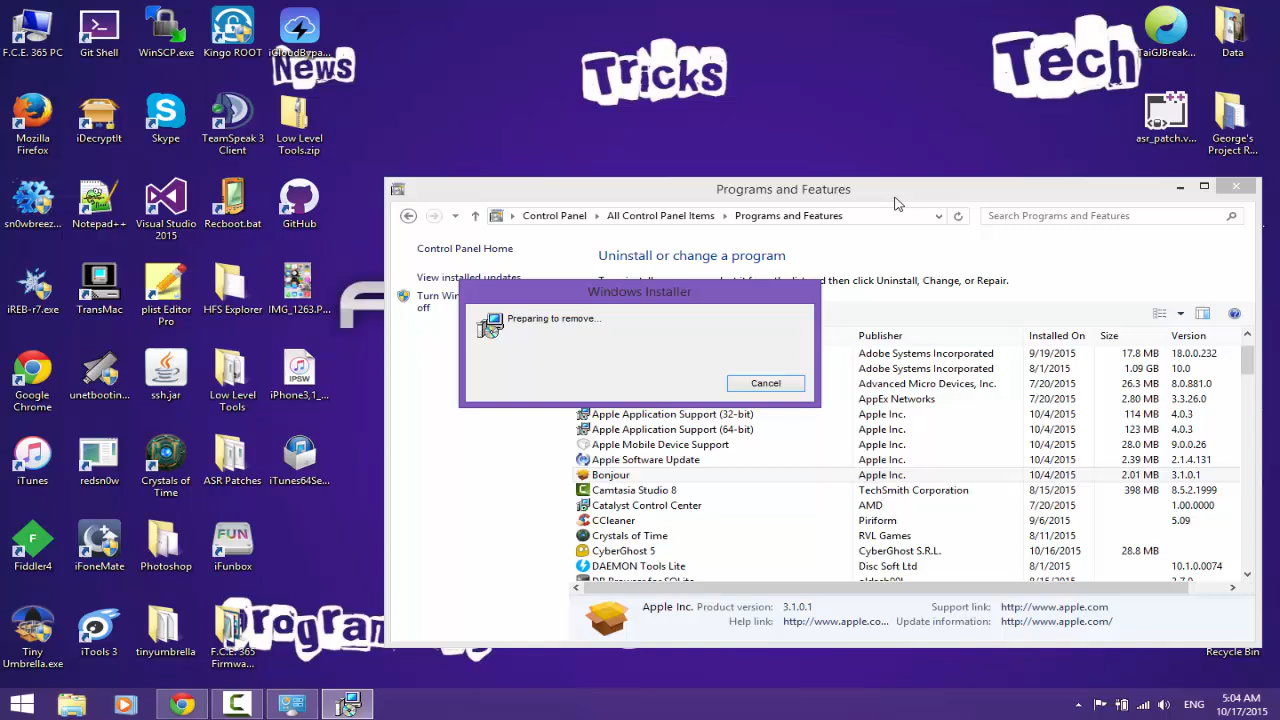 News
Tricks
Tech
Program
F.C.E. 365 PC
Git Shell
WinSCP.exe
Kingo ROOT
iCloudBypa...
TaiGJBreak...
Data
Mozilla
Firefox
iDecryptIt
Skype
TeamSpeak 3
Client
Low Level
Tools.zip
asr_patch.v...
George's
Project R...
sn0wbreez...
Notepad++
Visual Studio
2015
Recboot.bat
GitHub
iREB-r7.exe
TransMac
plist Editor
Pro
HFS Explorer
IMG_1263.P...
Google
Chrome
unetbootin...
ssh.jar
Low Level
Tools
IPSW
iPhone3,1_...
iTunes
redsn0w
Crystals of
Time
ASR Patches
iTunes64Se...
Fiddler4
iFoneMate
Photoshop
FUN
iFunbox
Tiny
Umbrella.exe
iTools 3
tinyumbrella
F.C.E. 365
Firmwa...
Recycle Bin
Programs and Features
Control Panel
All Control Panel Items
Programs and Features
Search Programs and Features
Control Panel Home
View installed updates
Turn Win
off
Uninstall or change a program
then click Uninstall, Change, or Repair.
Windows Installer
Preparing to remove...
Cancel
Publisher Installed On Size Version
Adobe Systems Incorporated 9/19/2015 17.8 MB 18.0.0.232
Adobe Systems Incorporated 8/1/2015 1.09 GB 10.0
Advanced Micro Devices, Inc. 7/20/2015 26.3 MB 8.0.881.0
AppEx Networks 7/20/2015 2.80 MB 3.3.26.0
Apple Application Support (32-bit) Apple Inc. 10/4/2015 114 MB 4.0.3
Apple Application Support (64-bit) Apple Inc. 10/4/2015 123 MB 4.0.3
Apple Mobile Device Support Apple Inc. 10/4/2015 28.0 MB 9.0.0.26
Apple Software Update Apple Inc. 10/4/2015 2.39 MB 2.1.4.131
Bonjour Apple Inc. 10/4/2015 2.01 MB 3.1.0.1
Camtasia Studio 8 TechSmith Corporation 8/15/2015 398 MB 8.5.2.1999
Catalyst Control Center AMD 7/20/2015 1.00.0000
CCleaner Piriform 9/6/2015 5.09
Crystals of Time RVL Games 8/11/2015
CyberGhost 5 CyberGhost S.R.L. 10/16/2015 28.8 MB
DAEMON Tools Lite Disc Soft Ltd 8/1/2015 10.1.0.0074
Apple Inc. Product version: 3.1.0.1 Support link: http://www.apple.com
Help link: http://www.apple.co... Update information: http://www.apple.com/
ENG
5:04 AM
10/17/2015